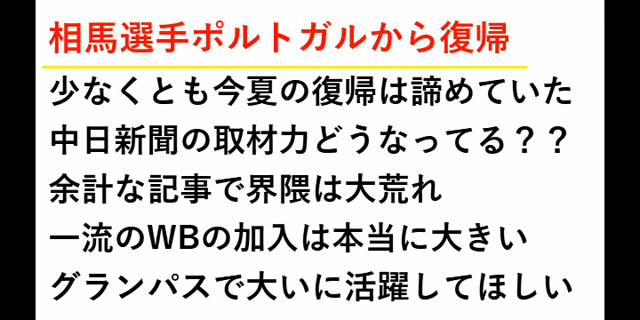 相馬選手ポルトガルから復帰
少なくとも今夏の復帰は諦めていた
中日新聞の取材力どうなってる？？
余計な記事で界隈は大荒れ
一流のWBの加入は本当に大きい
グランパスで大いに活躍してほしい